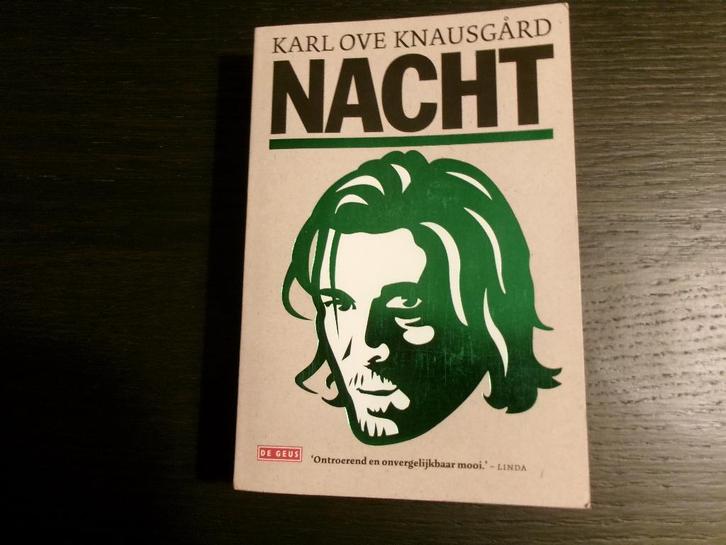 KARL OVE KNAUSGÅRD
NACHT
DE GEUS
'Ontroerend en onvergelijkbaar mooi.' – LINDA